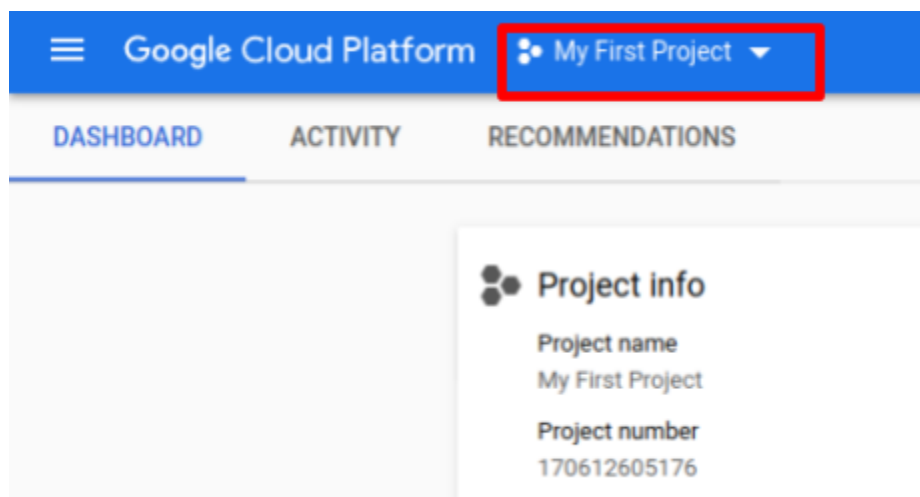 Google Cloud Platform My First Project
DASHBOARD ACTIVITY RECOMMENDATIONS
Project info
Project name
My First Project
Project number
170612605176